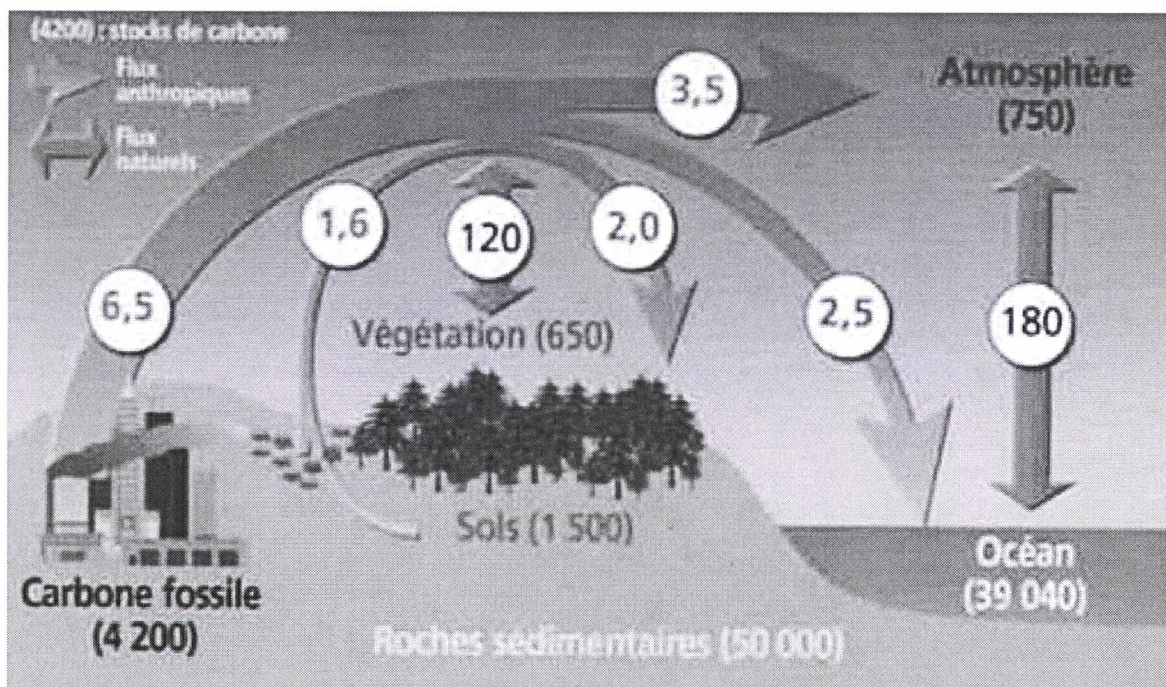 (4200) : stocks de carbone
Flux
anthropiques
Flux
naturels
3,5
Atmosphère
(750)
1,6
120
2,0
6,5
2,5
180
Végétation (650)
Sols (1 500)
Carbone fossile
(4 200)
Océan
(39 040)
Roches sédimentaires (50 000)